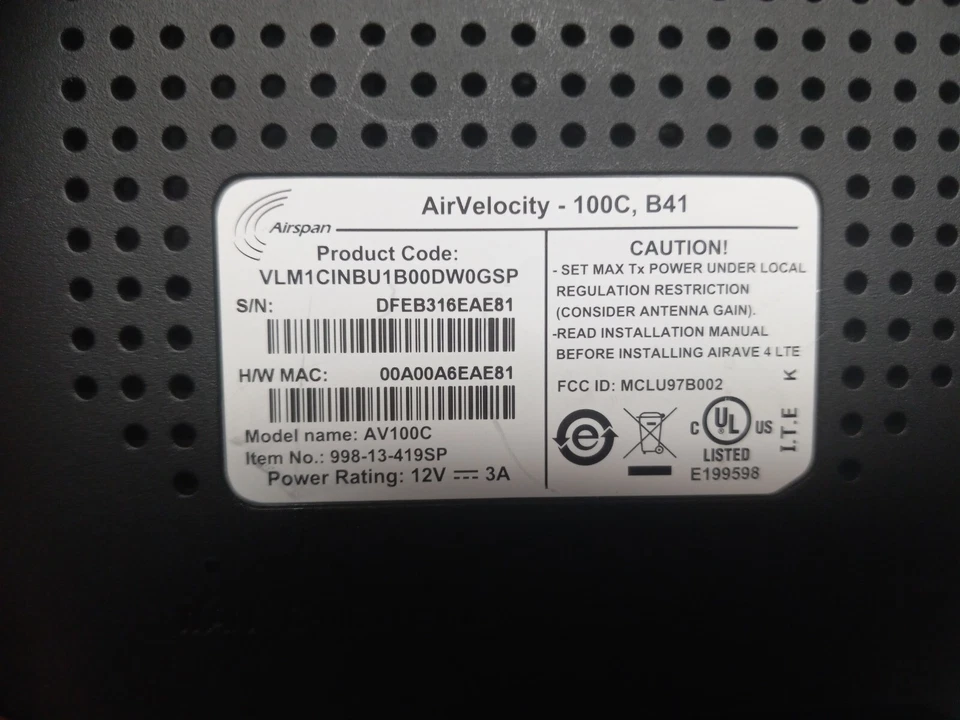 AirVelocity - 100C, B41
Airspan
Product Code:
VLM1CINBU1B00DW0GSP
S/N: DFEB316EAE81
H/W MAC: 00A00A6EAE81
Model name: AV100C
Item No.: 998-13-419SP
Power Rating: 12V 3A
CAUTION!
- SET MAX Tx POWER UNDER LOCAL
REGULATION RESTRICTION
(CONSIDER ANTENNA GAIN).
-READ INSTALLATION MANUAL
BEFORE INSTALLING AIRAVE 4 LTE
FCC ID: MCLU97B002
e
C UL US
LISTED
E199598
I.T.E K